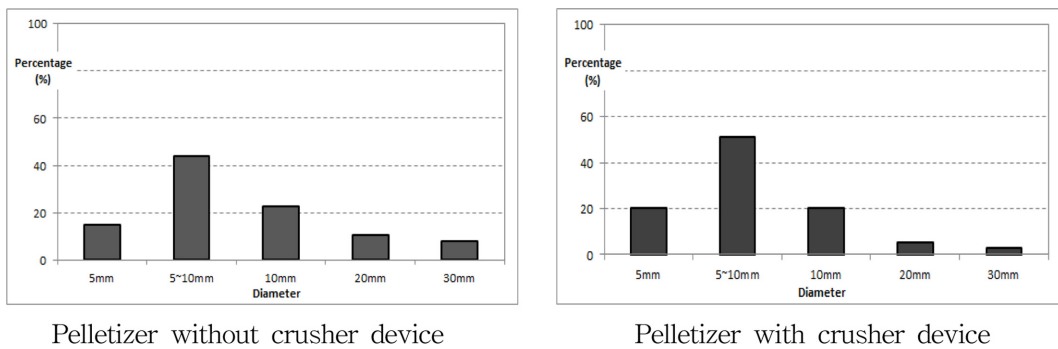 100
Percentage
(%)
60
40
20
0
5mm 5~10mm 10mm 20mm 30mm
Diameter
Pelletizer without crusher device
100
Percentage
(%)
60
40
20
0
5mm 5~10mm 10mm 20mm 30mm
Diameter
Pelletizer with crusher device